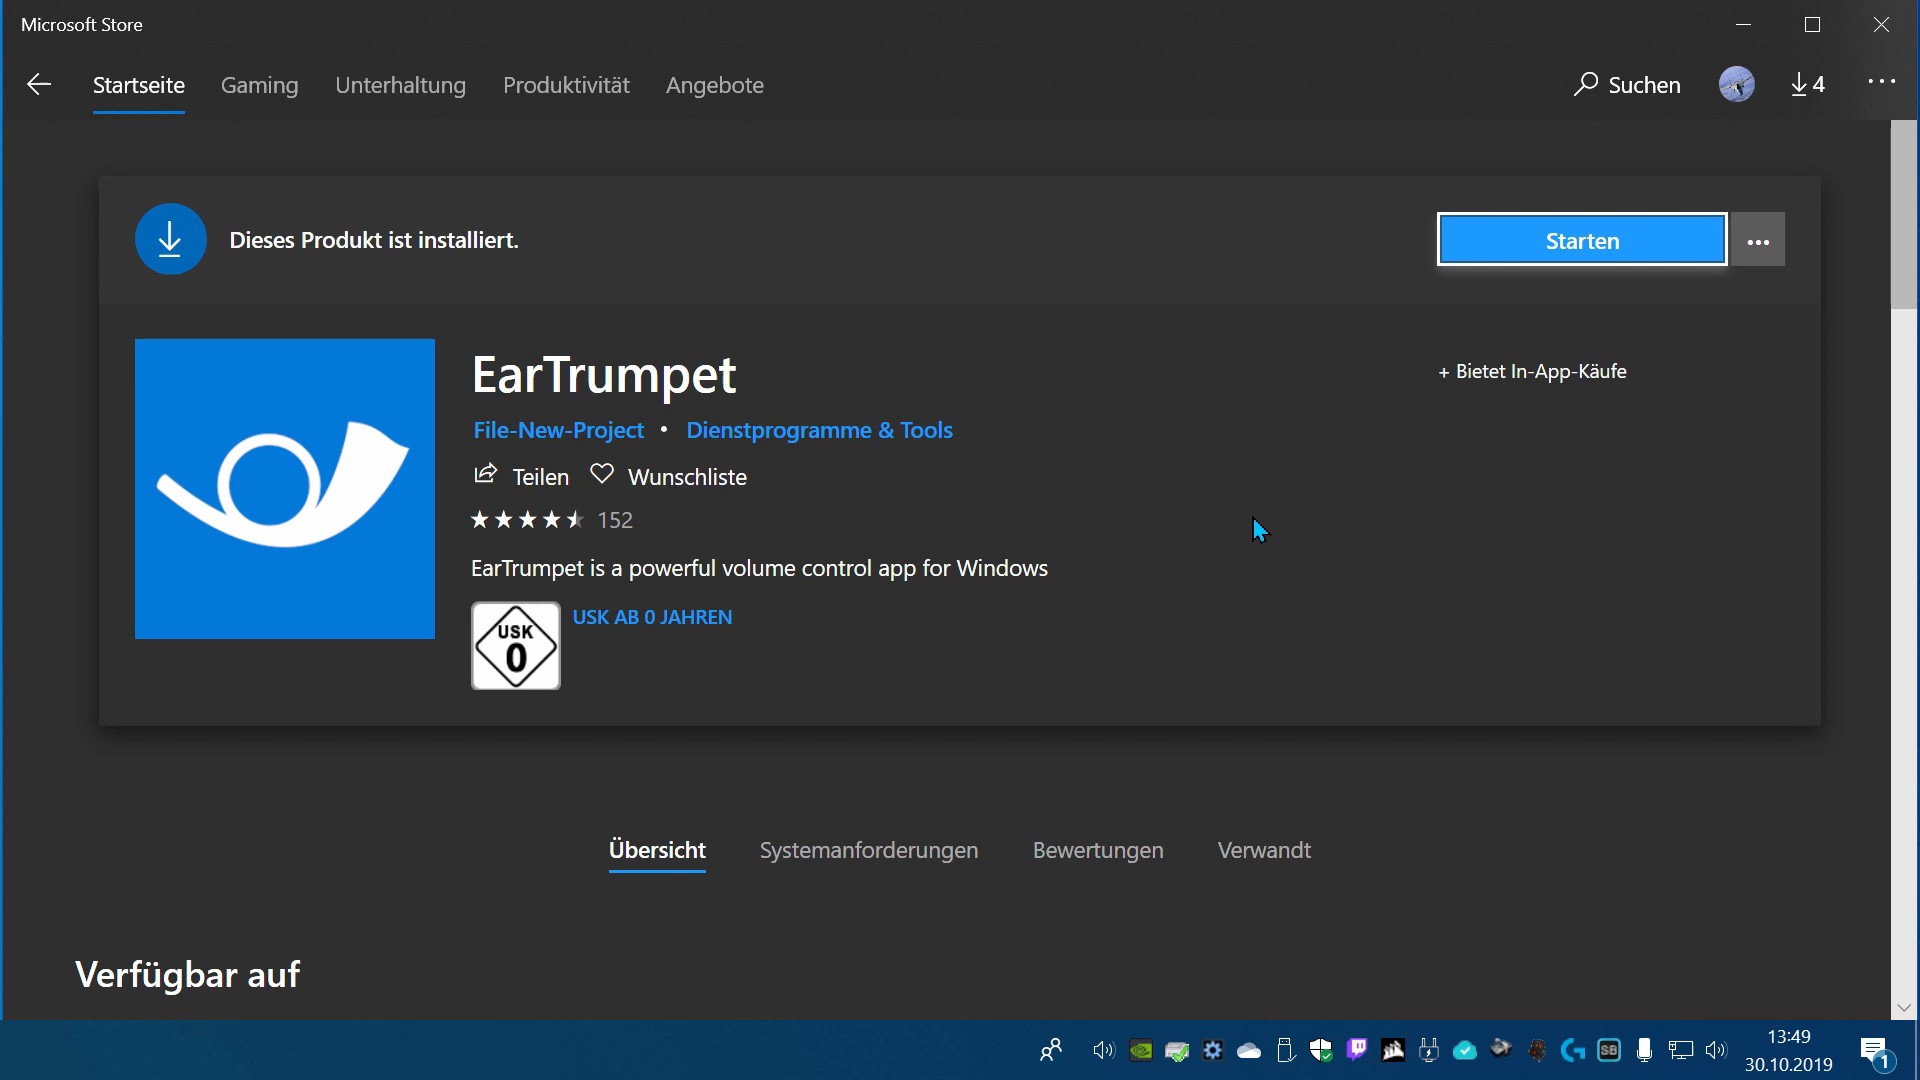 Microsoft Store
Startseite Gaming Unterhaltung Produktivität Angebote Suchen 4
Dieses Produkt ist installiert. Starten
EarTrumpet
+ Bietet In-App-Käufe
File-New-Project • Dienstprogramme & Tools
Teilen Wunschliste
152
EarTrumpet is a powerful volume control app for Windows
USK 0
USK AB 0 JAHREN
Übersicht Systemanforderungen Bewertungen Verwandt
Verfügbar auf
SB
13:49
30.10.2019
1